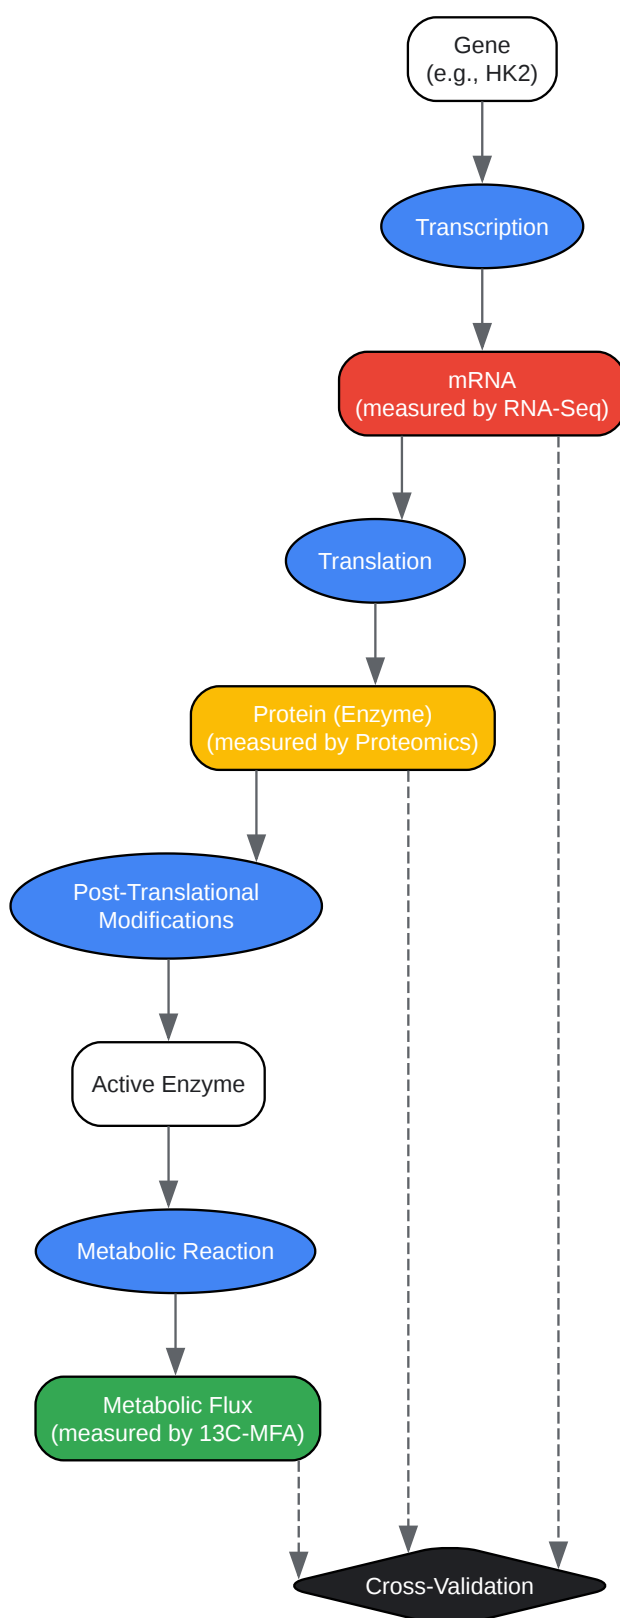 Gene
(e.g., HK2)
Transcription
mRNA
(measured by RNA-Seq)
Translation
Protein (Enzyme)
(measured by Proteomics)
Post-Translational
Modifications
Active Enzyme
Metabolic Reaction
Metabolic Flux
(measured by 13C-MFA)
Cross-Validation